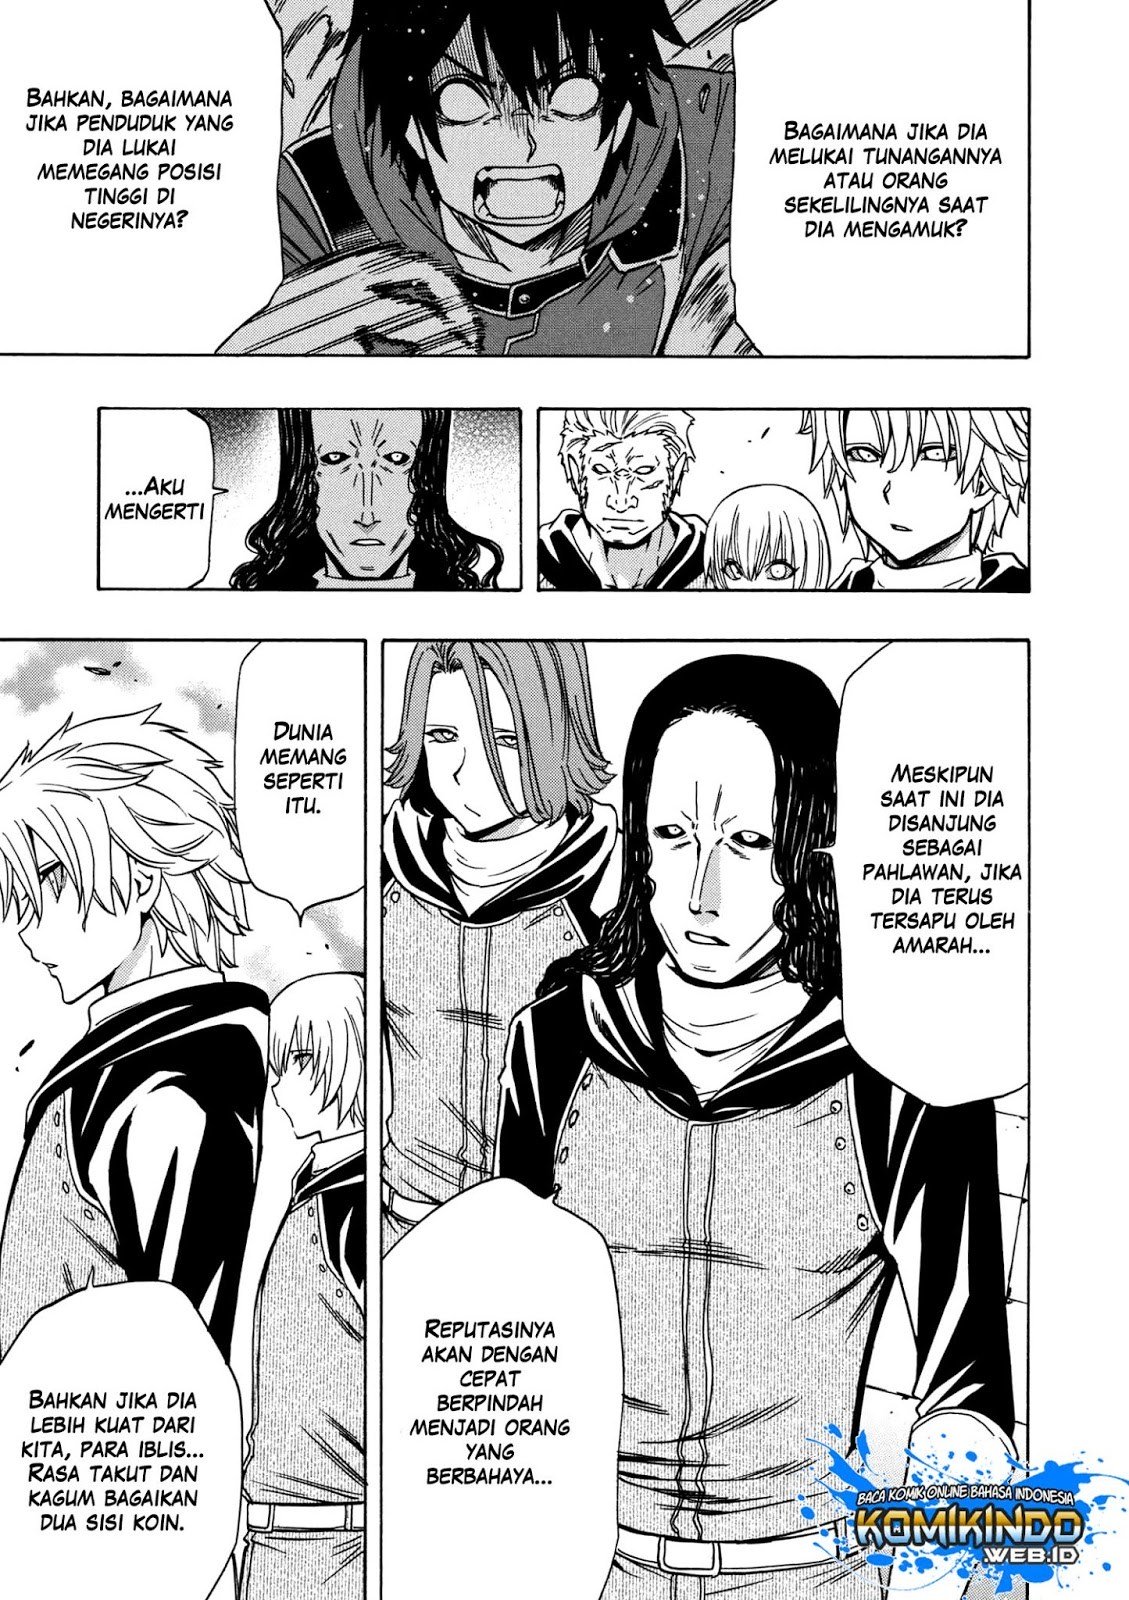 BAGAIMANA JIKA DIA
MELUKAI TUNANGANNYA
ATAU ORANG
SEKELILINGNYA SAAT
DIA MENGAMUK?
BAHKAN, BAGAIMANA
JIKA PENDUDUK YANG
DIA LUKAI
MEMEGANG POSISI
TINGGI DI
NEGERINYA?
...AKU
MENGERTI
MESKIPUN
SAAT INI DIA
DISANJUNG
SEBAGAI
PAHLAWAN, JIKA
DIA TERUS
TERSAPU OLEH
AMARAH...
REPUTASINYA
AKAN DENGAN
CEPAT
BERPINDAH
MENJADI ORANG
YANG
BERBAHAYA...
DUNIA
MEMANG
SEPERTI
ITU.
BAHKAN JIKA DIA
LEBIH KUAT DARI
KITA, PARA IBLIS...
RASA TAKUT DAN
KAGUM BAGAIKAN
DUA SISI KOIN.
BACA KOMIK ONLINE BAHASA INDONESIA
KOMIKINDO
WEB.ID